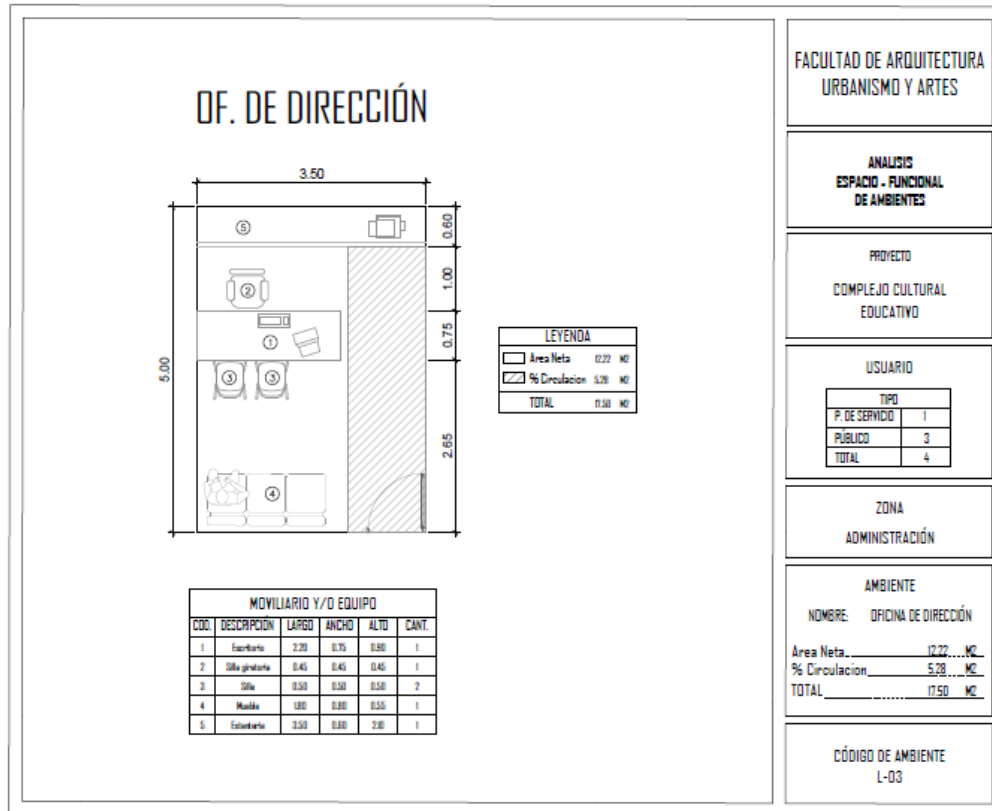 OF. DE DIRECCIÓN
3.50
5.00
0.60
1.00
0.75
2.65
5
2
1
3 3
4
LEYENDA
Area Neta 12.22 M2
% Circulacion 5.28 M2
TOTAL 17.50 M2
MOVILIARIO Y/O EQUIPO
COD. DESCRIPCIÓN LARGO ANCHO ALTO CANT.
1 Escritorio 2.20 0.75 0.80 1
2 Silla giratoria 0.45 0.45 0.45 1
3 Silla 0.50 0.50 0.50 2
4 Mueble 1.80 0.80 0.55 1
5 Estanteria 3.50 0.60 2.10 1
FACULTAD DE ARQUITECTURA
URBANISMO Y ARTES
ANALISIS
ESPACIO - FUNCIONAL
DE AMBIENTES
PROYECTO
COMPLEJO CULTURAL
EDUCATIVO
USUARIO
TIPO
P. DE SERVICIO 1
PÚBLICO 3
TOTAL 4
ZONA
ADMINISTRACIÓN
AMBIENTE
NOMBRE: OFICINA DE DIRECCIÓN
Area Neta 12.22 M2
% Circulacion 5.28 M2
TOTAL 17.50 M2
CÓDIGO DE AMBIENTE
L-03